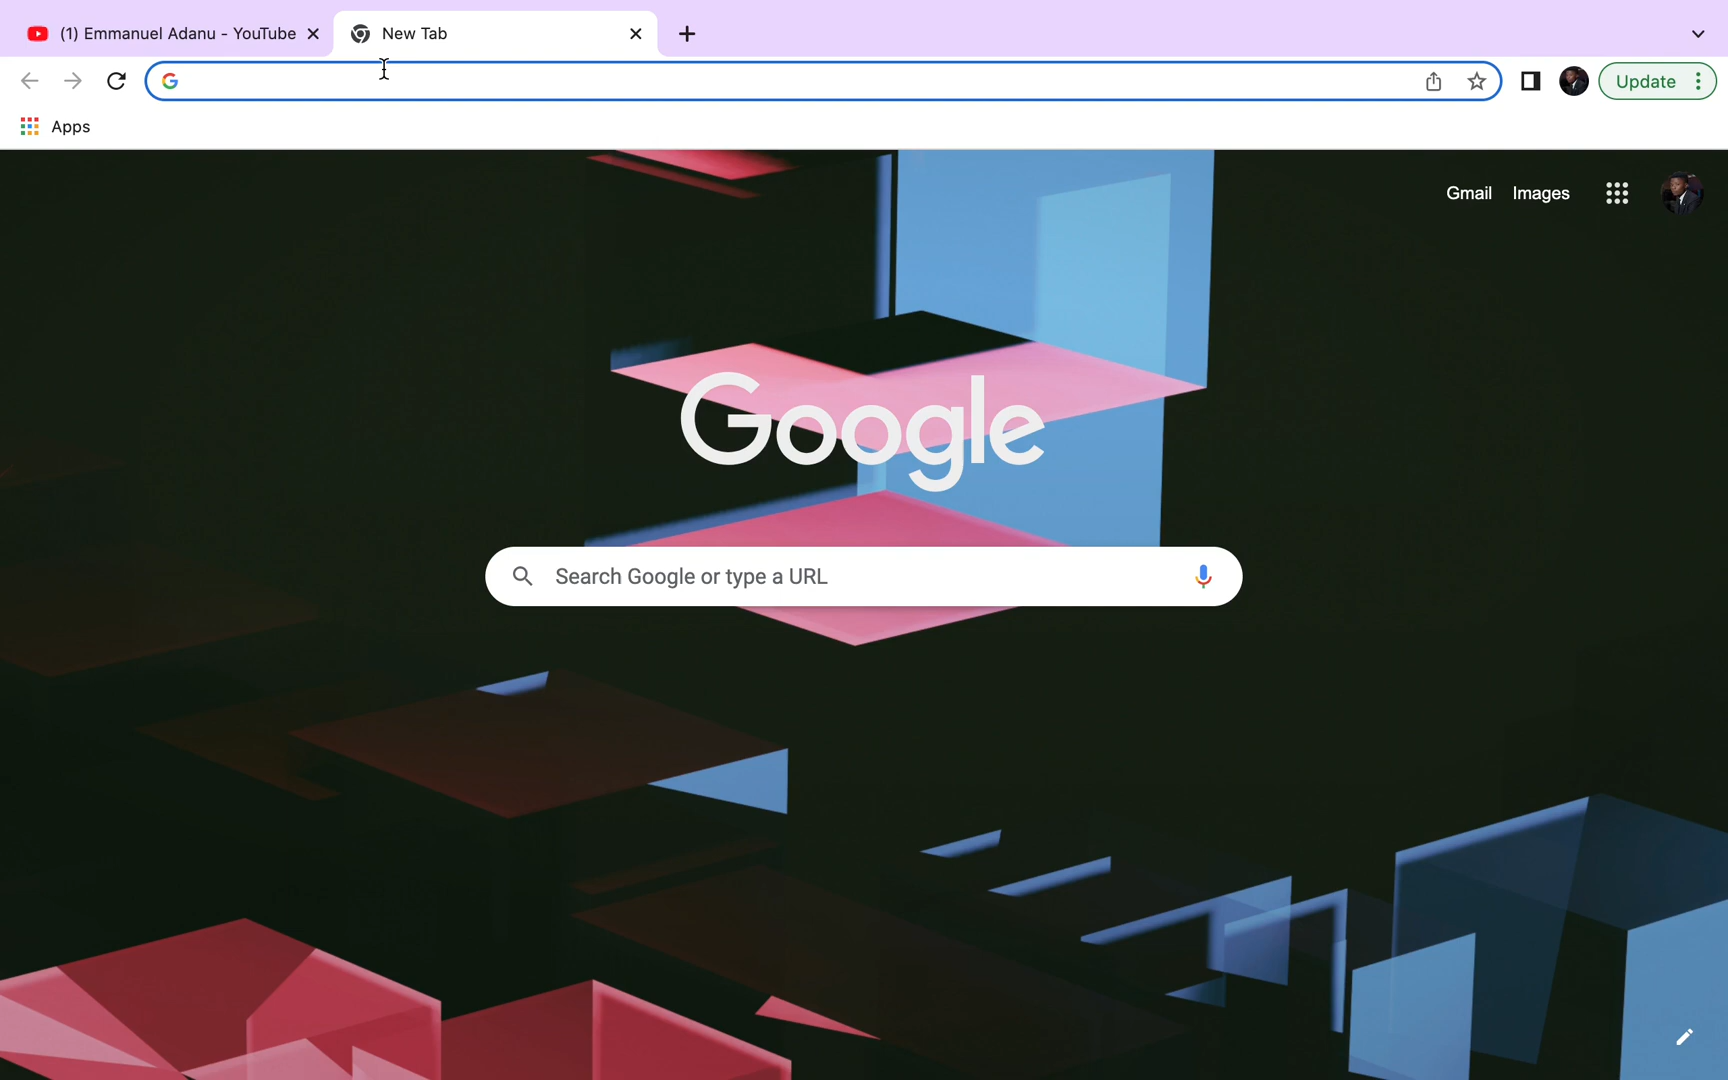 (1) Emmanuel Adanu - YouTube
New Tab
Update
Apps
Gmail Images
Google
Search Google or type a URL